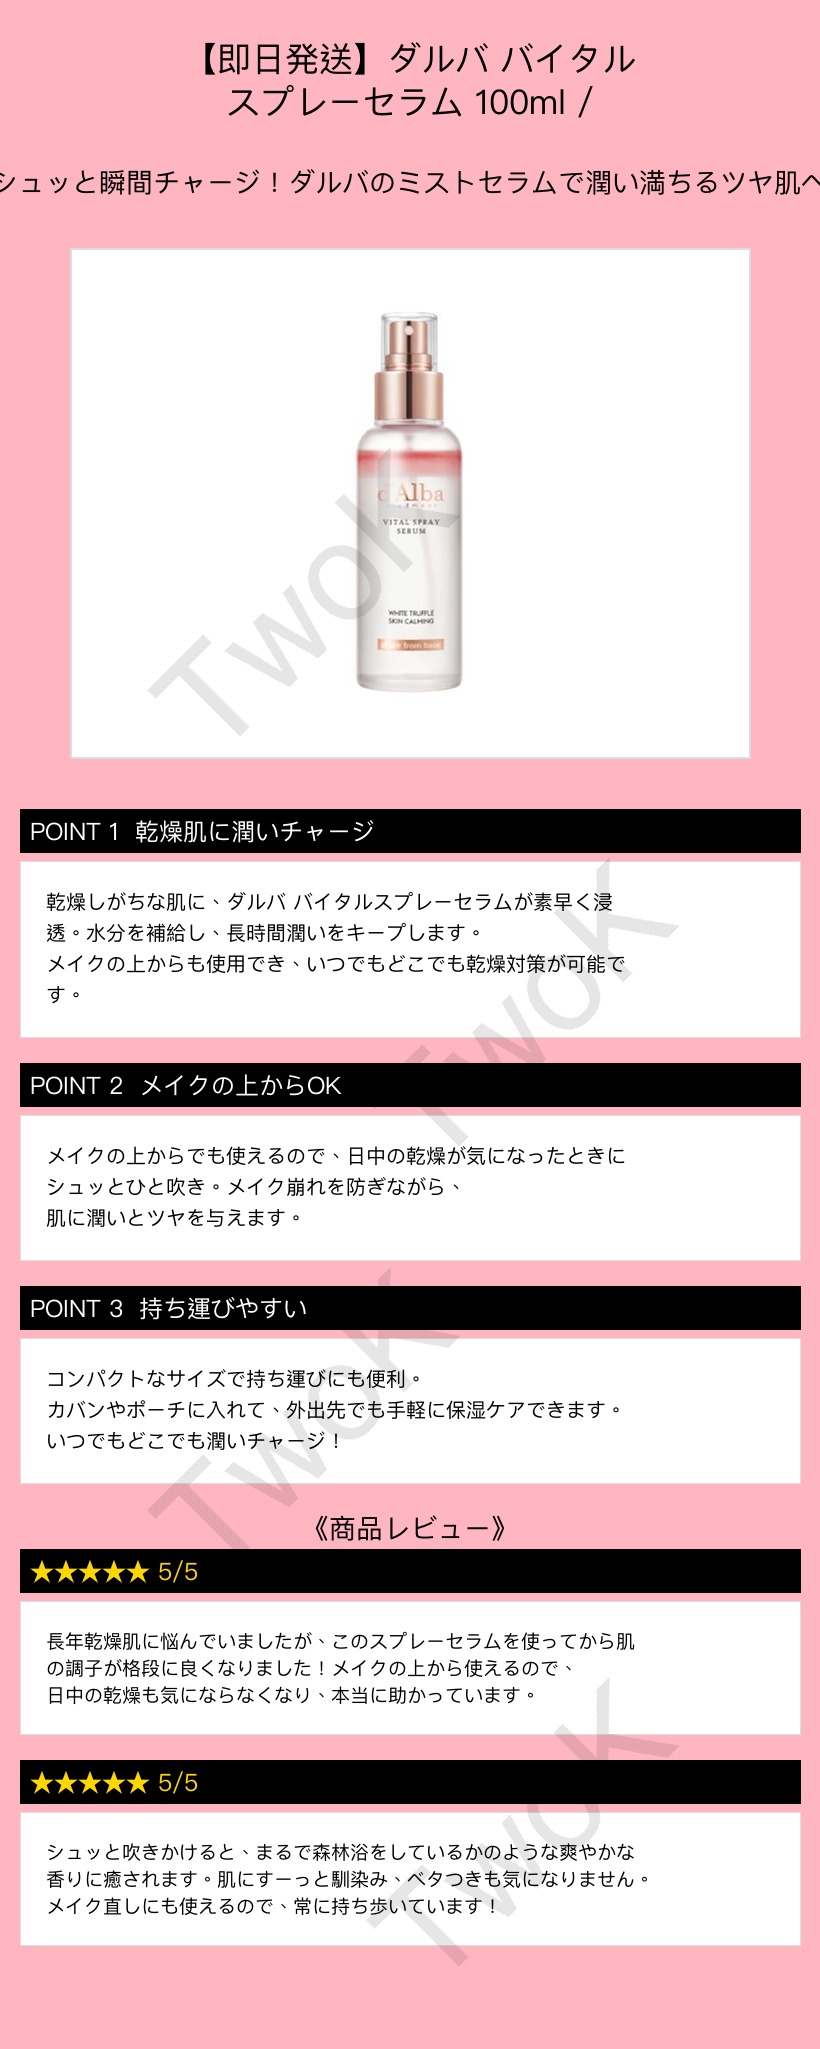 【即日発送】ダルバ バイタル
スプレーセラム 100ml /
シュッと瞬間チャージ！ダルバのミストセラムで潤い満ちるツヤ肌へ
d'Alba
VITAL SPRAY
SERUM
WHITE TRUFFLE
SKIN CALMING
from basic
TwoK
POINT 1 乾燥肌に潤いチャージ
乾燥しがちな肌に、ダルバ バイタルスプレーセラムが素早く浸
透。水分を補給し、長時間潤いをキープします。
メイクの上からも使用でき、いつでもどこでも乾燥対策が可能で
す。
TwoK
POINT 2 メイクの上からOK
メイクの上からでも使えるので、日中の乾燥が気になったときに
シュッとひと吹き。メイク崩れを防ぎながら、
肌に潤いとツヤを与えます。
POINT 3 持ち運びやすい
コンパクトなサイズで持ち運びにも便利。
カバンやポーチに入れて、外出先でも手軽に保湿ケアできます。
いつでもどこでも潤いチャージ！
TwoK
《商品レビュー》
★★★★★ 5/5
長年乾燥肌に悩んでいましたが、このスプレーセラムを使ってから肌
の調子が格段に良くなりました！メイクの上から使えるので、
日中の乾燥も気にならなくなり、本当に助かっています。
★★★★★ 5/5
シュッと吹きかけると、まるで森林浴をしているかのような爽やかな
香りに癒されます。肌にすーっと馴染み、ベタつきも気になりません。
メイク直しにも使えるので、常に持ち歩いています！
TwoK